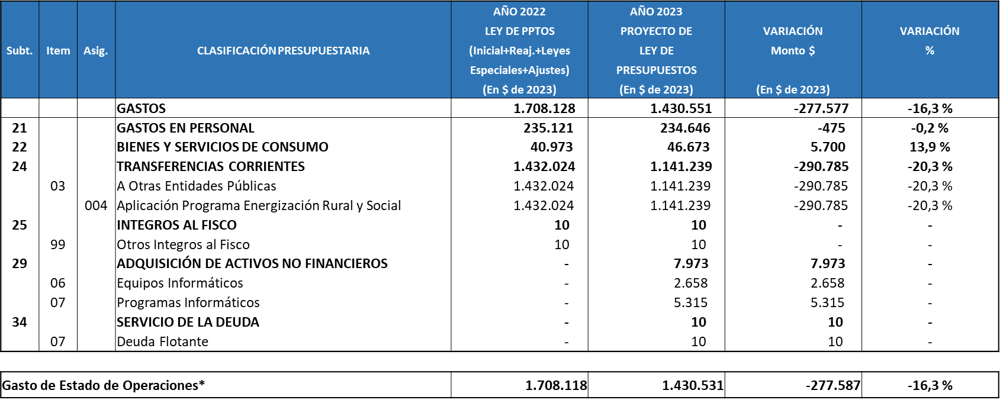 AÑO 2022 AÑO 2023
LEY DE PPTOS PROYECTO DE VARIACIÓN VARIACIÓN
Subt. Item Asig. CLASIFICACIÓN PRESUPUESTARIA (Inicial+Reaj.+Leyes LEY DE Monto $ %
Especiales+Ajustes) PRESUPUESTOS
(En $ de 2023) (En $ de 2023) (En $ de 2023)
GASTOS 1.708.128 1.430.551 -277.577 -16,3 %
21 GASTOS EN PERSONAL 235.121 234.646 -475 -0,2 %
22 BIENES Y SERVICIOS DE CONSUMO 40.973 46.673 5.700 13,9 %
24 TRANSFERENCIAS CORRIENTES 1.432.024 1.141.239 -290.785 -20,3 %
03 A Otras Entidades Públicas 1.432.024 1.141.239 -290.785 -20,3 %
004 Aplicación Programa Energización Rural y Social 1.432.024 1.141.239 -290.785 -20,3 %
25 INTEGROS AL FISCO 10 10 - -
99 Otros Integros al Fisco 10 10 - -
29 ADQUISICIÓN DE ACTIVOS NO FINANCIEROS - 7.973 7.973 -
06 Equipos Informáticos - 2.658 2.658 -
07 Programas Informáticos - 5.315 5.315 -
34 SERVICIO DE LA DEUDA - 10 10 -
07 Deuda Flotante - 10 10 -
Gasto de Estado de Operaciones* 1.708.118 1.430.531 -277.587 -16,3 %